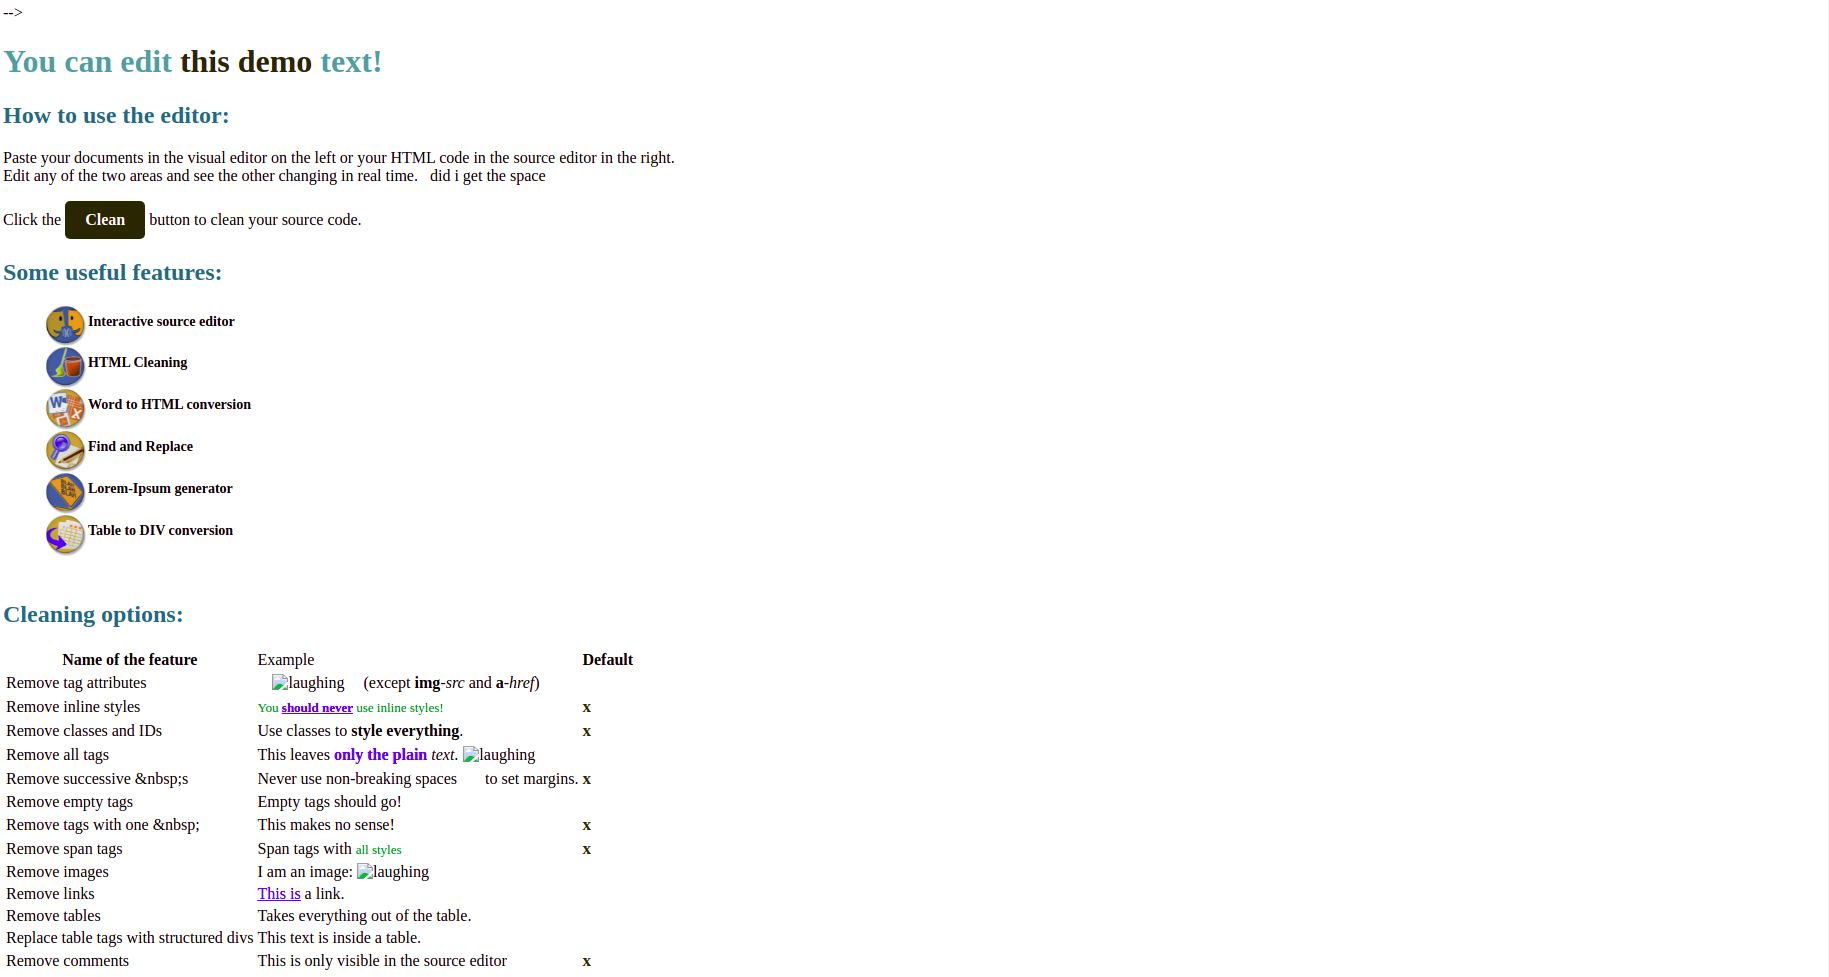 -->
You can edit this demo text!
How to use the editor:
Paste your documents in the visual editor on the left or your HTML code in the source editor in the right.
Edit any of the two areas and see the other changing in real time.   did i get the space
Click the Clean button to clean your source code.
Some useful features:
Interactive source editor
HTML Cleaning
Word to HTML conversion
Find and Replace
Lorem-Ipsum generator
Table to DIV conversion
Cleaning options:
Name of the feature Example Default
Remove tag attributes laughing (except img-src and a-href)
Remove inline styles You should never use inline styles! x
Remove classes and IDs Use classes to style everything. x
Remove all tags This leaves only the plain text. laughing
Remove successive &nbsp;s Never use non-breaking spaces to set margins. x
Remove empty tags Empty tags should go!
Remove tags with one &nbsp; This makes no sense! x
Remove span tags Span tags with all styles x
Remove images I am an image: laughing
Remove links This is a link.
Remove tables Takes everything out of the table.
Replace table tags with structured divs This text is inside a table.
Remove comments This is only visible in the source editor x